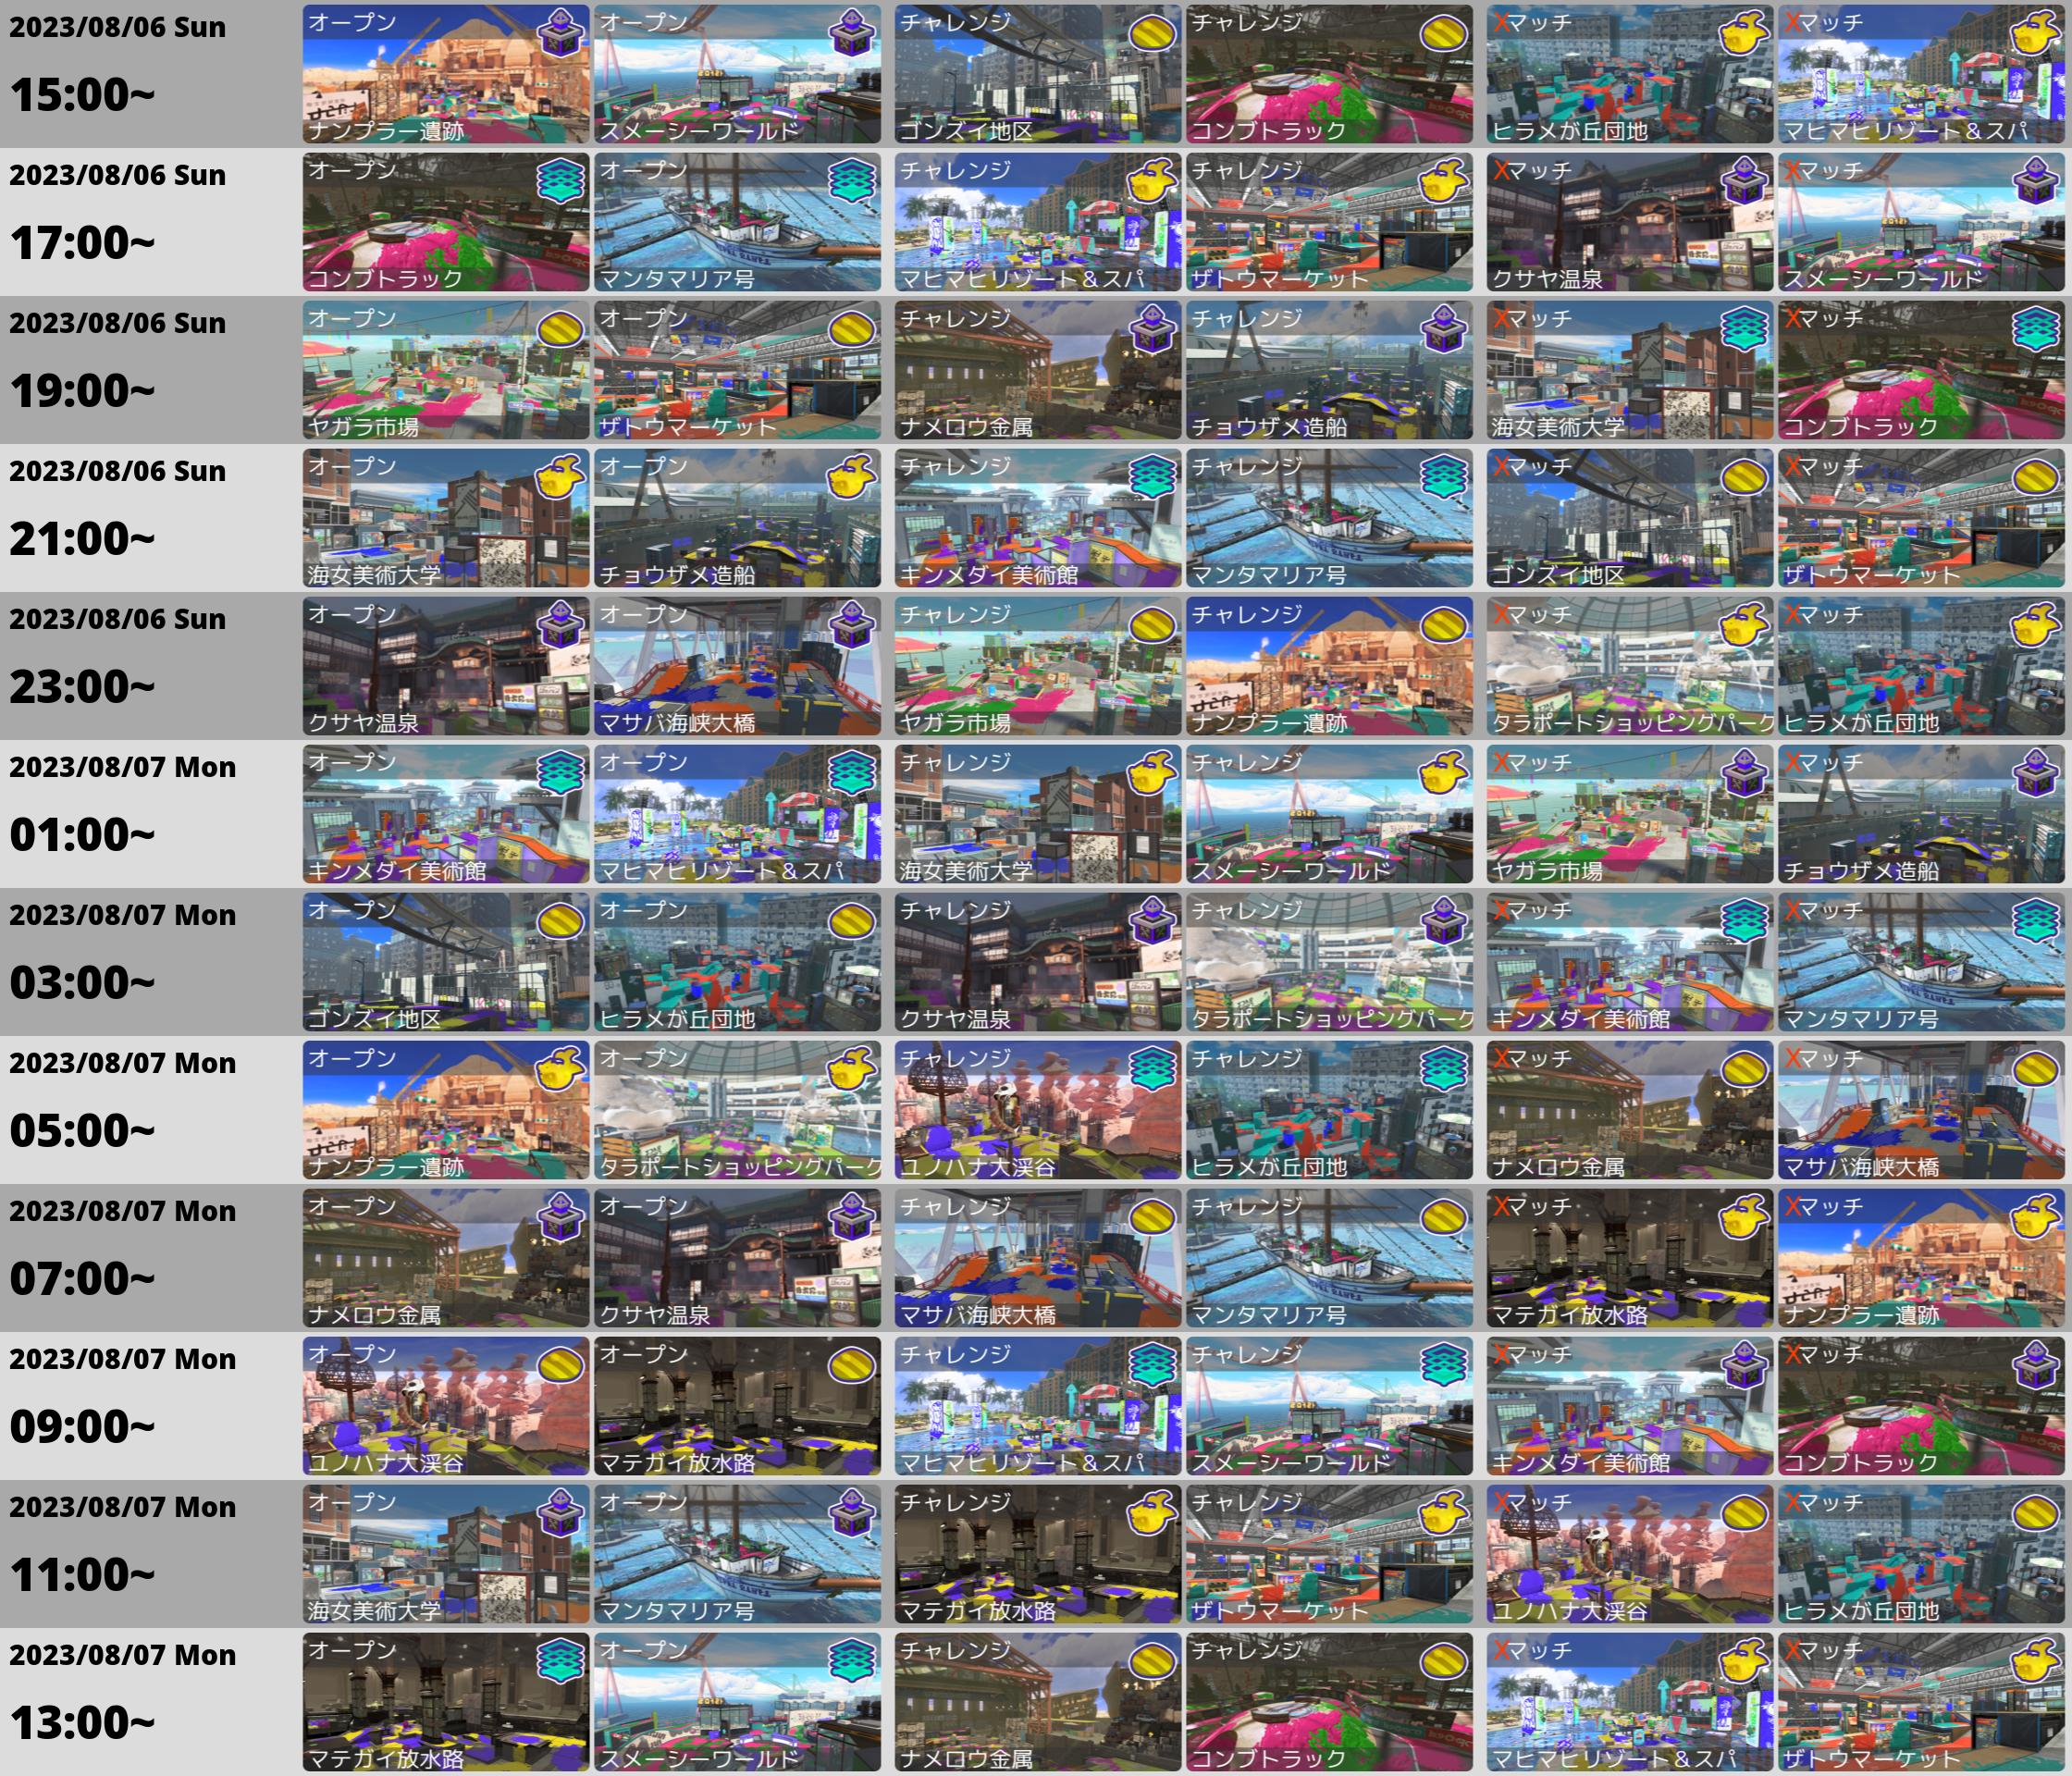 2023/08/06 Sun
15:00~
オープン
ナンプラー遺跡
オープン
スメーシーワールド
チャレンジ
ゴンズイ地区
チャレンジ
コンブトラック
Xマッチ
ヒラメが丘団地
Xマッチ
マヒマヒリゾート＆スパ
2023/08/06 Sun
17:00~
オープン
コンブトラック
オープン
マンタマリア号
チャレンジ
マヒマヒリゾート＆スパ
チャレンジ
ザトウマーケット
Xマッチ
クサヤ温泉
Xマッチ
スメーシーワールド
2023/08/06 Sun
19:00~
オープン
ヤガラ市場
オープン
ザトウマーケット
チャレンジ
ナメロウ金属
チャレンジ
チョウザメ造船
Xマッチ
海女美術大学
Xマッチ
コンブトラック
2023/08/06 Sun
21:00~
オープン
海女美術大学
オープン
チョウザメ造船
チャレンジ
キンメダイ美術館
チャレンジ
マンタマリア号
Xマッチ
ゴンズイ地区
Xマッチ
ザトウマーケット
2023/08/06 Sun
23:00~
オープン
クサヤ温泉
オープン
マサバ海峡大橋
チャレンジ
ヤガラ市場
チャレンジ
ナンプラー遺跡
Xマッチ
タラポートショッピングパーク
Xマッチ
ヒラメが丘団地
2023/08/07 Mon
01:00~
オープン
キンメダイ美術館
オープン
マヒマヒリゾート＆スパ
チャレンジ
海女美術大学
チャレンジ
スメーシーワールド
Xマッチ
ヤガラ市場
Xマッチ
チョウザメ造船
2023/08/07 Mon
03:00~
オープン
ゴンズイ地区
オープン
ヒラメが丘団地
チャレンジ
クサヤ温泉
チャレンジ
タラポートショッピングパーク
Xマッチ
キンメダイ美術館
Xマッチ
マンタマリア号
2023/08/07 Mon
05:00~
オープン
ナンプラー遺跡
オープン
タラポートショッピングパーク
チャレンジ
ユノハナ大渓谷
チャレンジ
ヒラメが丘団地
Xマッチ
ナメロウ金属
Xマッチ
マサバ海峡大橋
2023/08/07 Mon
07:00~
オープン
ナメロウ金属
オープン
クサヤ温泉
チャレンジ
マサバ海峡大橋
チャレンジ
マンタマリア号
Xマッチ
マテガイ放水路
Xマッチ
ナンプラー遺跡
2023/08/07 Mon
09:00~
オープン
ユノハナ大渓谷
オープン
マテガイ放水路
チャレンジ
マヒマヒリゾート＆スパ
チャレンジ
スメーシーワールド
Xマッチ
キンメダイ美術館
Xマッチ
コンブトラック
2023/08/07 Mon
11:00~
オープン
海女美術大学
オープン
マンタマリア号
チャレンジ
マテガイ放水路
チャレンジ
ザトウマーケット
Xマッチ
ユノハナ大渓谷
Xマッチ
ヒラメが丘団地
2023/08/07 Mon
13:00~
オープン
マテガイ放水路
オープン
スメーシーワールド
チャレンジ
ナメロウ金属
チャレンジ
コンブトラック
Xマッチ
マヒマヒリゾート＆スパ
Xマッチ
ザトウマーケット